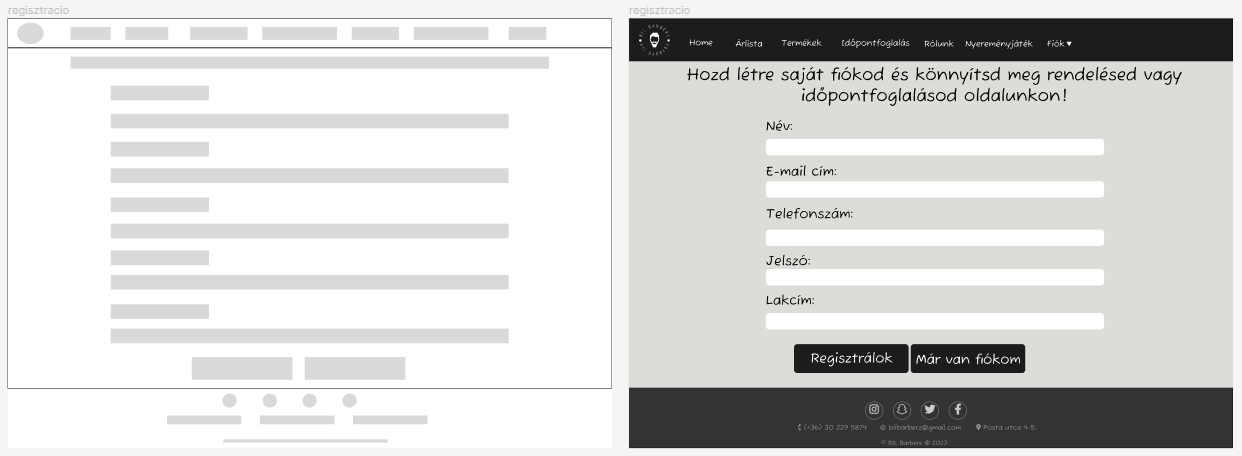 regisztracio
regisztracio
Home Árlista Termékek Időpontfoglalás Rólunk Nyereményjáték Fiók ▾
Hozd létre saját fiókod és könnyítsd meg rendelésed vagy
időpontfoglalásod oldalunkon!
Név:
E-mail cím:
Telefonszám:
Jelszó:
Lakcím:
Regisztrálok Már van fiókom
(+36) 30 229 5874 @ bilbarberz@gmail.com Posta utca 4-5.
© BiL Barberz @ 2023